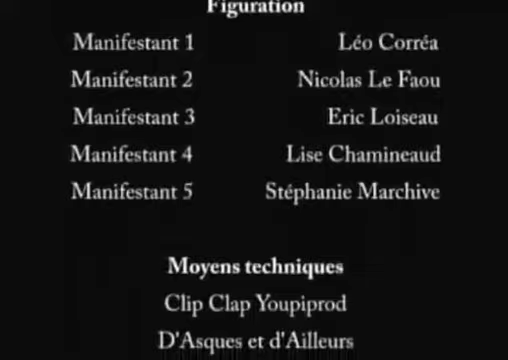 Figuration
Manifestant 1 Léo Corréa
Manifestant 2 Nicolas Le Faou
Manifestant 3 Eric Loiseau
Manifestant 4 Lise Chamineaud
Manifestant 5 Stéphanie Marchive
Moyens techniques
Clip Clap Youpiprod
D'Asques et d'Ailleurs